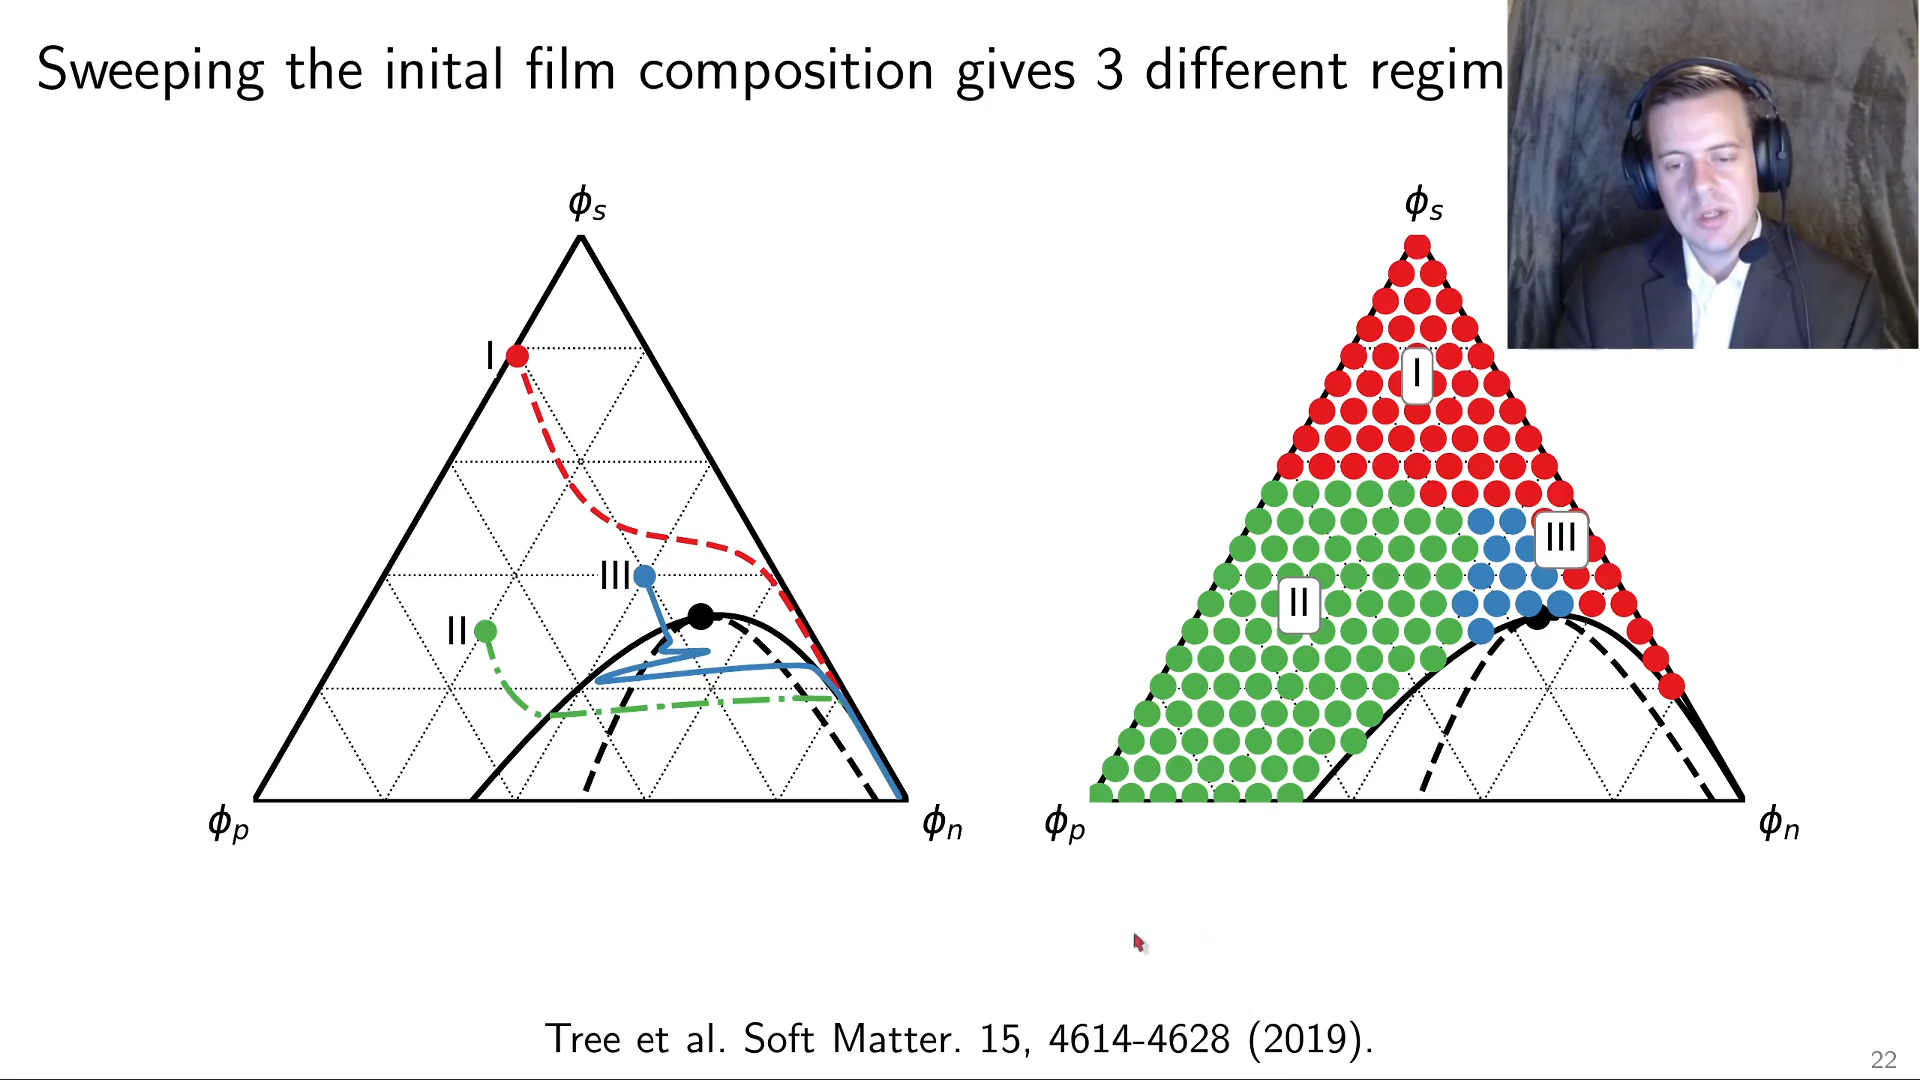 Sweeping the inital film composition gives 3 different regim
ϕs
ϕs
I
I
III
III
II
II
ϕp
ϕn
ϕp
ϕn
Tree et al. Soft Matter. 15, 4614-4628 (2019).
22